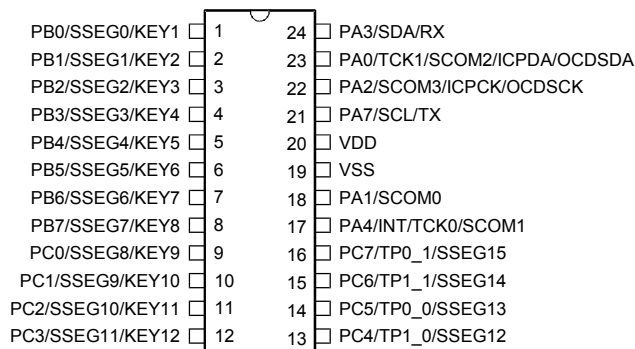 PB0/SSEG0/KEY1 1 24 PA3/SDA/RX
PB1/SSEG1/KEY2 2 23 PA0/TCK1/SCOM2/ICPDA/OCDSDA
PB2/SSEG2/KEY3 3 22 PA2/SCOM3/ICPCK/OCDSCK
PB3/SSEG3/KEY4 4 21 PA7/SCL/TX
PB4/SSEG4/KEY5 5 20 VDD
PB5/SSEG5/KEY6 6 19 VSS
PB6/SSEG6/KEY7 7 18 PA1/SCOM0
PB7/SSEG7/KEY8 8 17 PA4/INT/TCK0/SCOM1
PC0/SSEG8/KEY9 9 16 PC7/TP0_1/SSEG15
PC1/SSEG9/KEY10 10 15 PC6/TP1_1/SSEG14
PC2/SSEG10/KEY11 11 14 PC5/TP0_0/SSEG13
PC3/SSEG11/KEY12 12 13 PC4/TP1_0/SSEG12